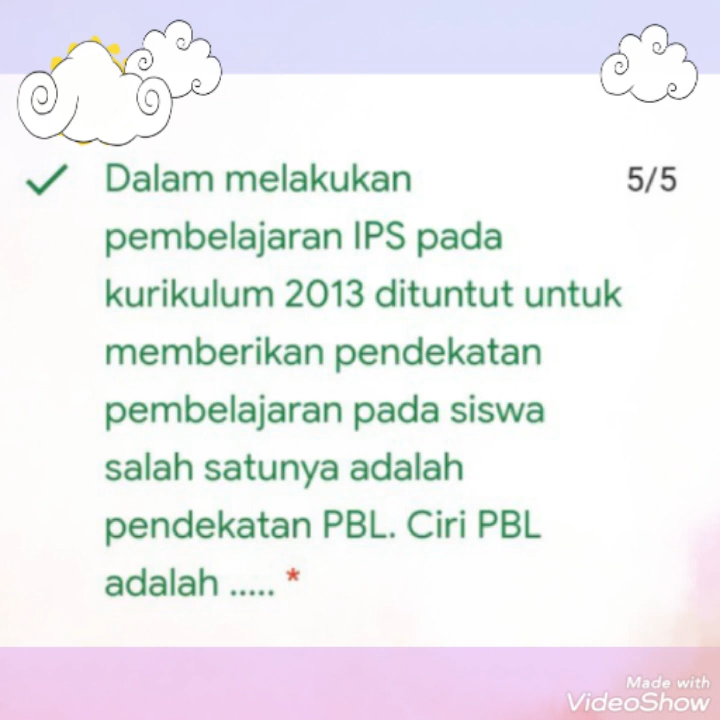 Dalam melakukan 5/5
pembelajaran IPS pada
kurikulum 2013 dituntut untuk
memberikan pendekatan
pembelajaran pada siswa
salah satunya adalah
pendekatan PBL. Ciri PBL
adalah ..... *
Made with
VideoShow